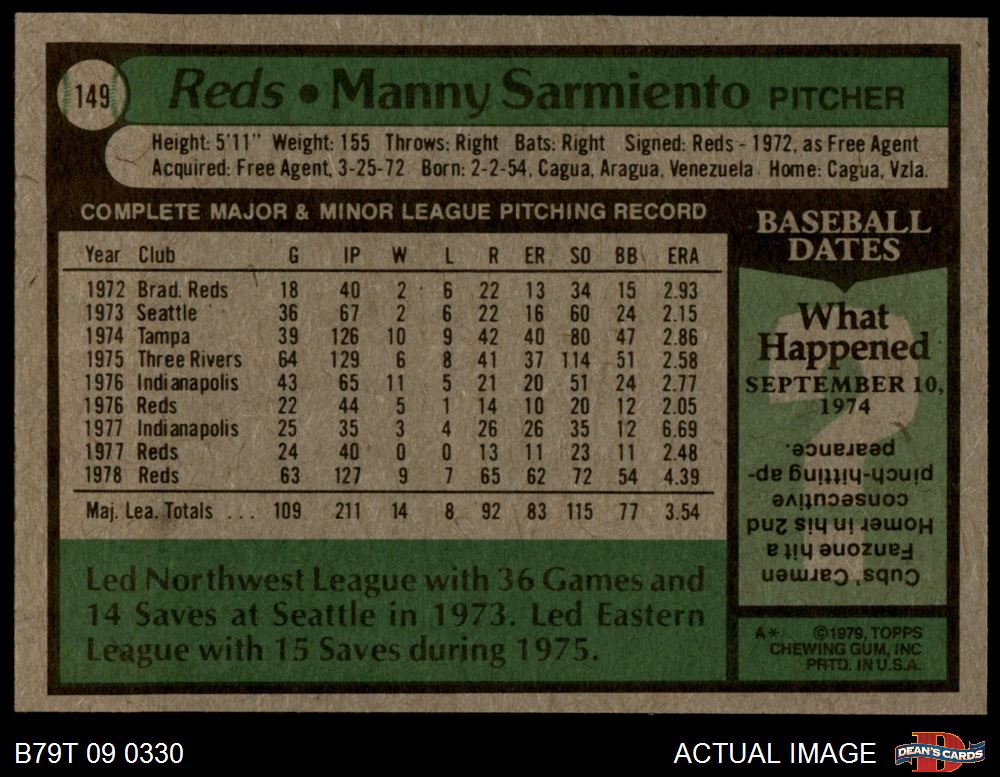 149
Reds • Manny Sarmiento PITCHER
Height: 5'11" Weight: 155 Throws: Right Bats: Right Signed: Reds - 1972, as Free Agent
Acquired: Free Agent, 3-25-72 Born: 2-2-54, Cagua, Aragua, Venezuela Home: Cagua, Vzla.
COMPLETE MAJOR & MINOR LEAGUE PITCHING RECORD
Year Club G IP W L R ER SO BB ERA
1972 Brad. Reds 18 40 2 6 22 13 34 15 2.93
1973 Seattle 36 67 2 6 22 16 60 24 2.15
1974 Tampa 39 126 10 9 42 40 80 47 2.86
1975 Three Rivers 64 129 6 8 41 37 114 51 2.58
1976 Indianapolis 43 65 11 5 21 20 51 24 2.77
1976 Reds 22 44 5 1 14 10 20 12 2.05
1977 Indianapolis 25 35 3 4 26 26 35 12 6.69
1977 Reds 24 40 0 0 13 11 23 11 2.48
1978 Reds 63 127 9 7 65 62 72 54 4.39
Maj. Lea. Totals ... 109 211 14 8 92 83 115 77 3.54
Led Northwest League with 36 Games and
14 Saves at Seattle in 1973. Led Eastern
League with 15 Saves during 1975.
BASEBALL
DATES
What
Happened
SEPTEMBER 10,
1974
Cubs' Carmen
Fanzone hit a
Homer in his 2nd
consecutive
pinch-hitting ap-
pearance.
A* ©1979, TOPPS
CHEWING GUM, INC
PRTD. IN U.S.A.
B79T 09 0330
ACTUAL IMAGE
D
DEAN'S CARDS